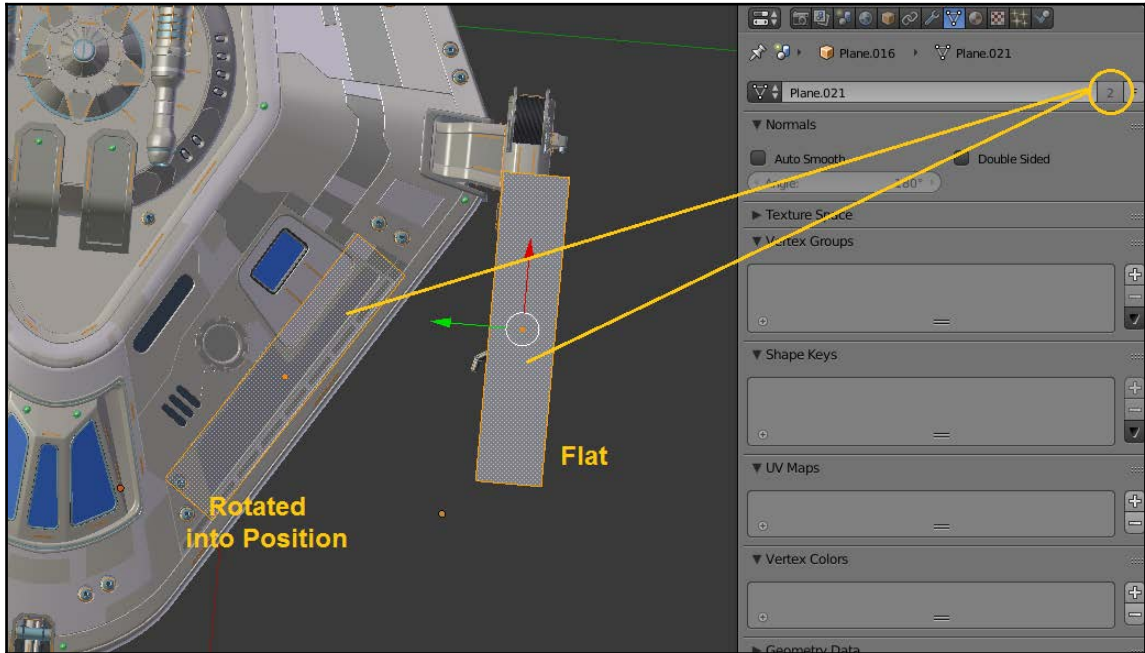 Plane.016
Plane.021
Plane.021
2
F
Normals
Auto Smooth
Double Sided
Angle:
180°
Texture Space
Vertex Groups
Shape Keys
UV Maps
Vertex Colors
Geometry Data
Flat
Rotated
into Position